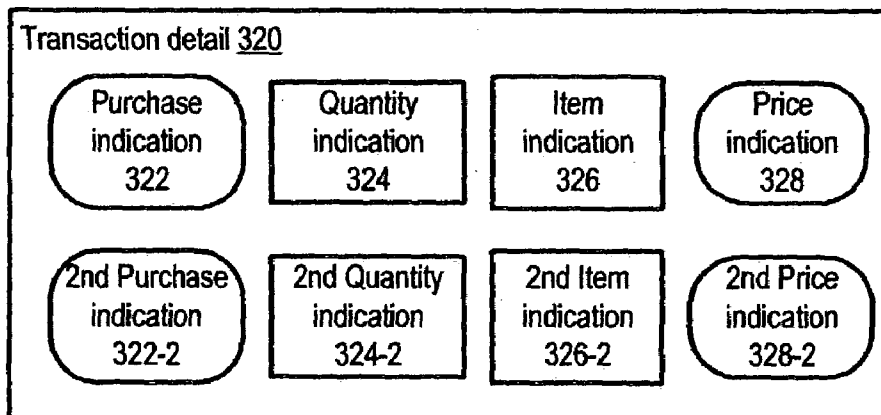 Transaction detail 320
Purchase
indication
322
Quantity
indication
324
Item
indication
326
Price
indication
328
2nd Purchase
indication
322-2
2nd Quantity
indication
324-2
2nd Item
indication
326-2
2nd Price
indication
328-2